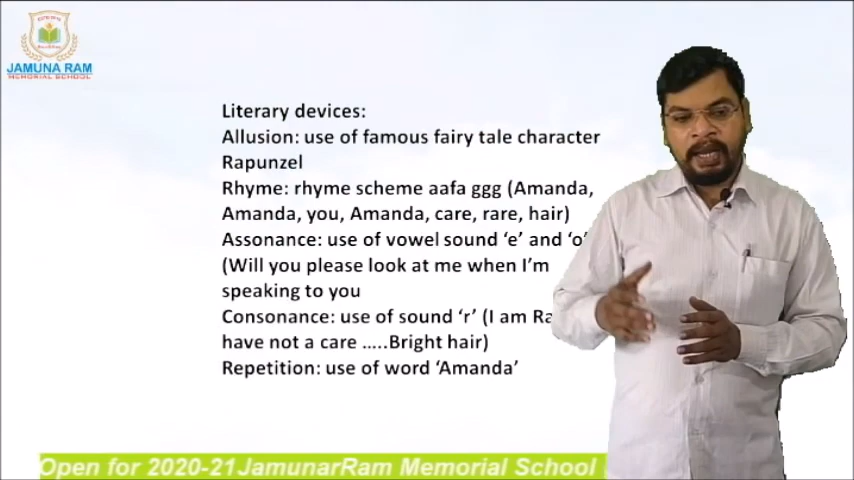 JAMUNA RAM
MEMORIAL SCHOOL
Literary devices:
Allusion: use of famous fairy tale character
Rapunzel
Rhyme: rhyme scheme aafa ggg (Amanda,
Amanda, you, Amanda, care, rare, hair)
Assonance: use of vowel sound ‘e’ and ‘o’
(Will you please look at me when I’m
speaking to you
Consonance: use of sound ‘r’ (I am Ra
have not a care .....Bright hair)
Repetition: use of word ‘Amanda’
Open for 2020-21 JamunarRam Memorial School